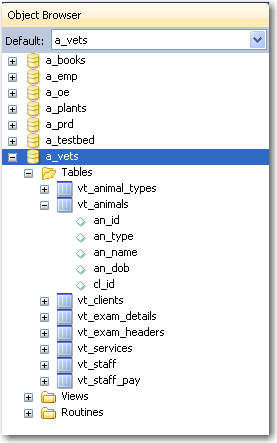 Object Browser
Default: a_vets
a_books
a_emp
a_oe
a_plants
a_prd
a_testbed
a_vets
Tables
vt_animal_types
vt_animals
an_id
an_type
an_name
an_dob
cl_id
vt_clients
vt_exam_details
vt_exam_headers
vt_services
vt_staff
vt_staff_pay
Views
Routines